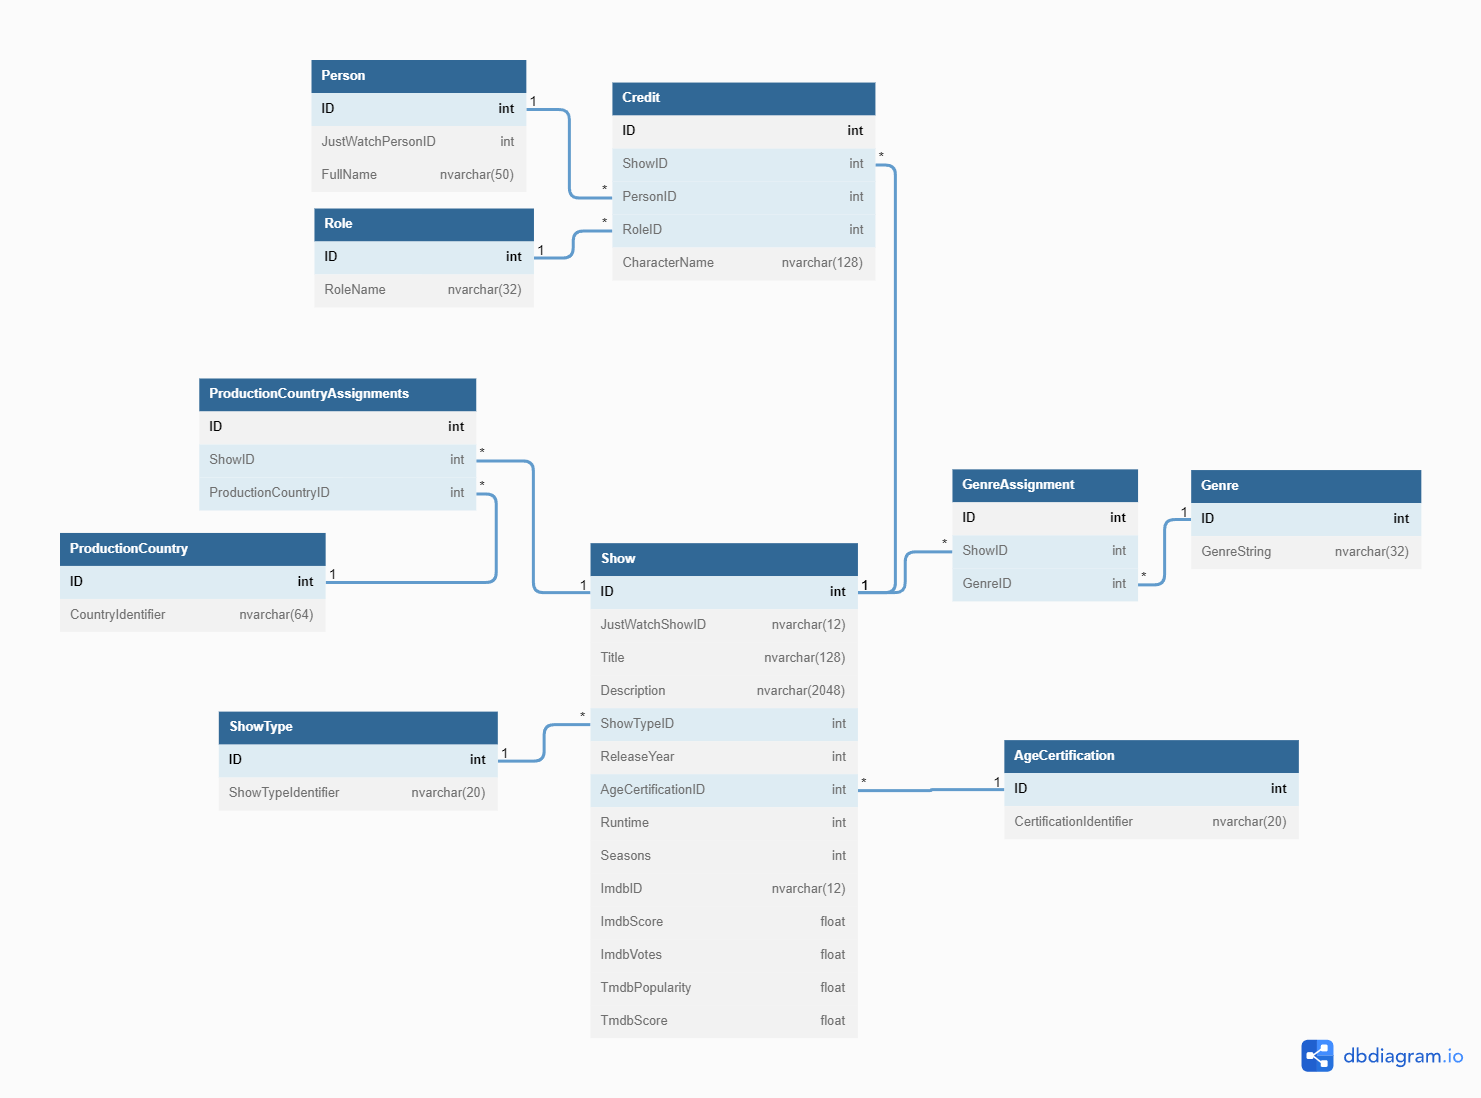 Person
ID int
JustWatchPersonID int
FullName nvarchar(50)
1
*
Credit
ID int
ShowID int
PersonID int
RoleID int
CharacterName nvarchar(128)
*
*
Role
ID int
RoleName nvarchar(32)
1
ProductionCountryAssignments
ID int
ShowID int
ProductionCountryID int
*
*
ProductionCountry
ID int
CountryIdentifier nvarchar(64)
1
Show
ID int
JustWatchShowID nvarchar(12)
Title nvarchar(128)
Description nvarchar(2048)
ShowTypeID int
ReleaseYear int
AgeCertificationID int
Runtime int
Seasons int
ImdbID nvarchar(12)
ImdbScore float
ImdbVotes float
TmdbPopularity float
TmdbScore float
1
1
*
*
GenreAssignment
ID int
ShowID int
GenreID int
*
*
Genre
ID int
GenreString nvarchar(32)
1
ShowType
ID int
ShowTypeIdentifier nvarchar(20)
1
AgeCertification
ID int
CertificationIdentifier nvarchar(20)
1
dbdiagram.io